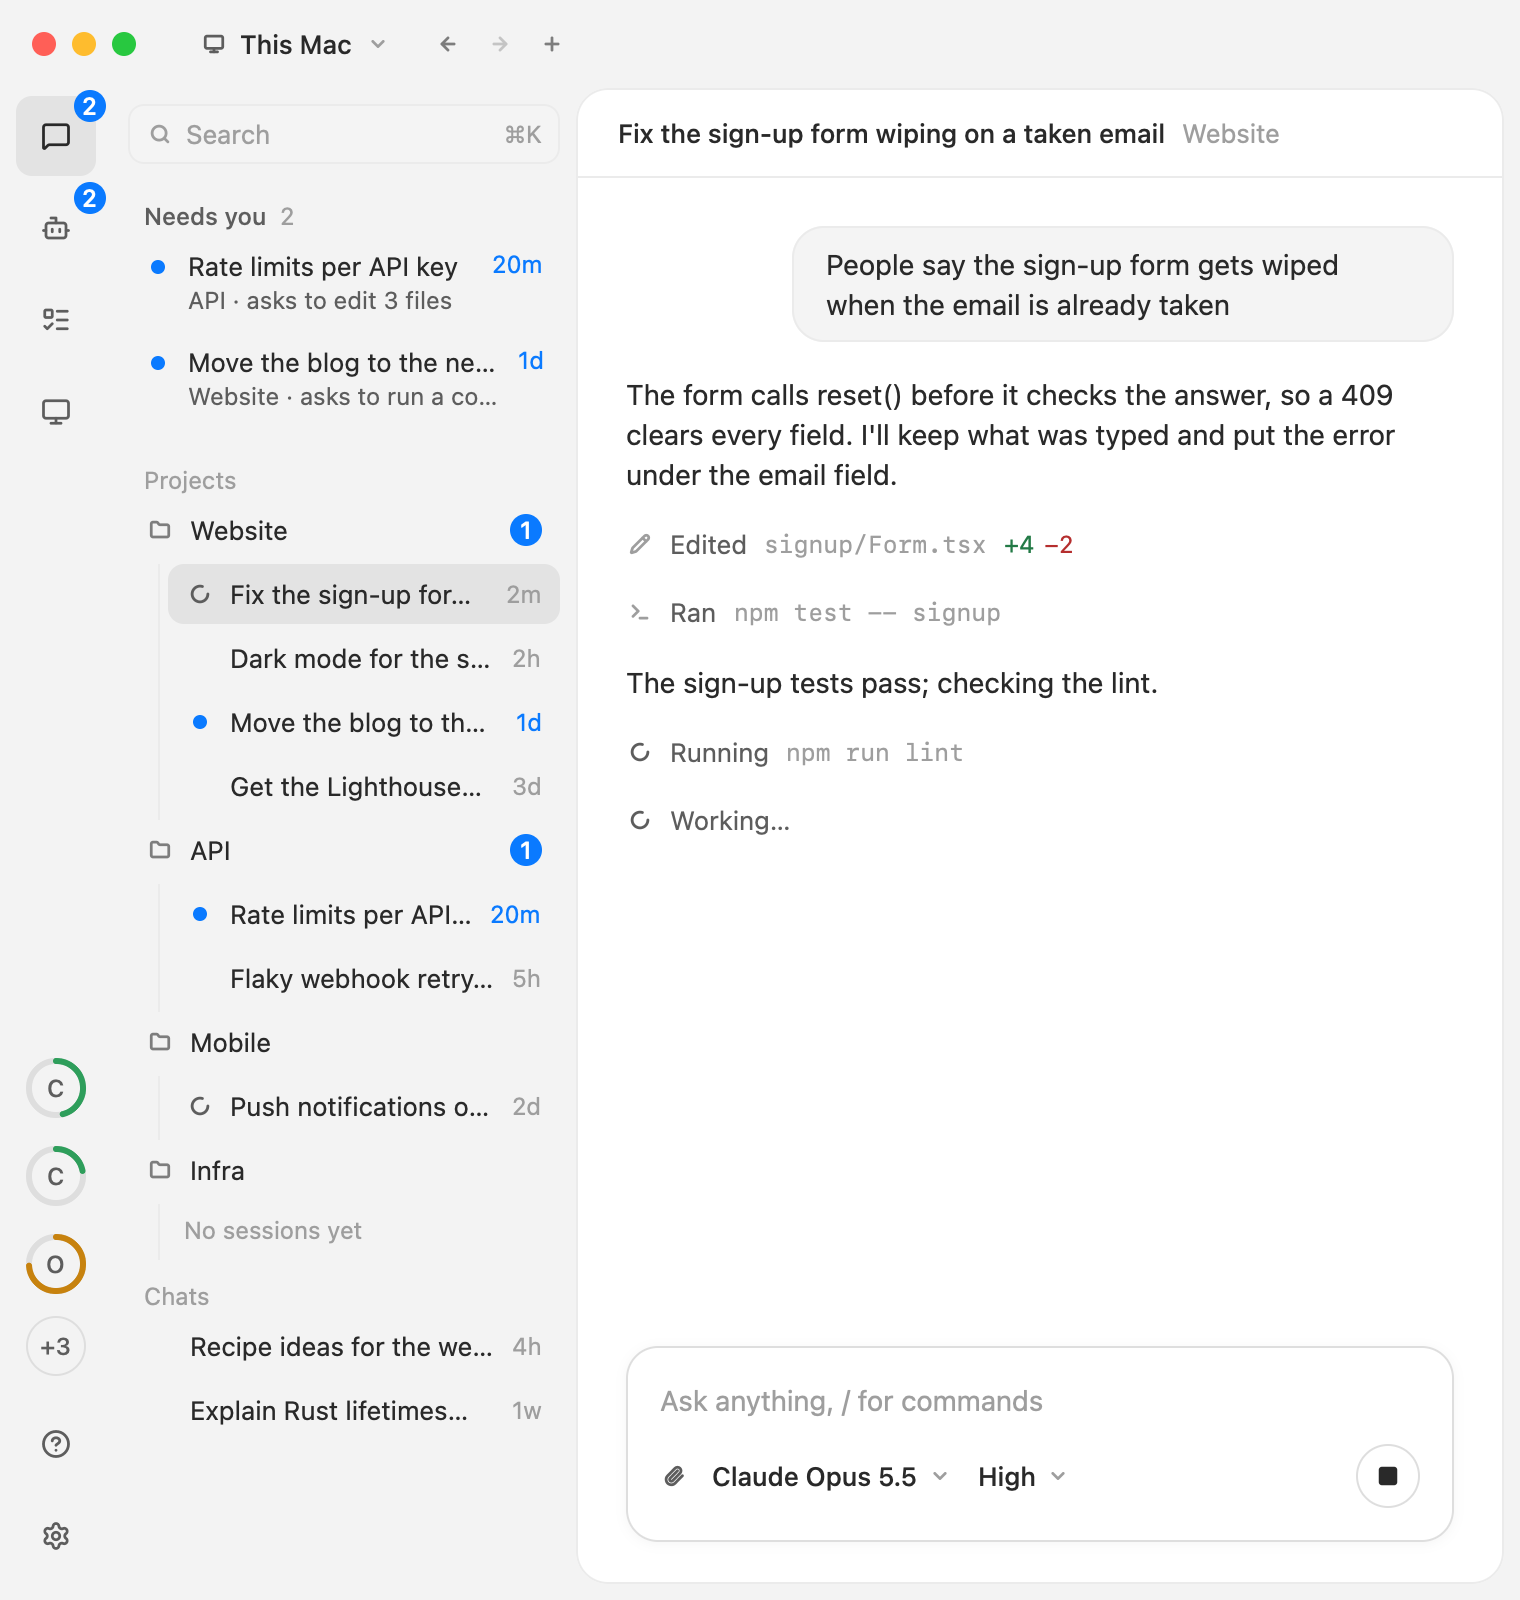 This Mac
2
Search
⌘K
2
Needs you 2
Rate limits per API key 20m
API · asks to edit 3 files
Move the blog to the ne... 1d
Website · asks to run a co...
Projects
Website 1
Fix the sign-up for... 2m
Dark mode for the s... 2h
Move the blog to th... 1d
Get the Lighthouse... 3d
API 1
Rate limits per API... 20m
Flaky webhook retry... 5h
Mobile
Push notifications o... 2d
Infra
No sessions yet
Chats
Recipe ideas for the we... 4h
Explain Rust lifetimes... 1w
C
C
O
+3
Fix the sign-up form wiping on a taken email Website
People say the sign-up form gets wiped
when the email is already taken
The form calls reset() before it checks the answer, so a 409
clears every field. I'll keep what was typed and put the error
under the email field.
Edited signup/Form.tsx +4 −2
Ran npm test -- signup
The sign-up tests pass; checking the lint.
Running npm run lint
Working...
Ask anything, / for commands
Claude Opus 5.5 High